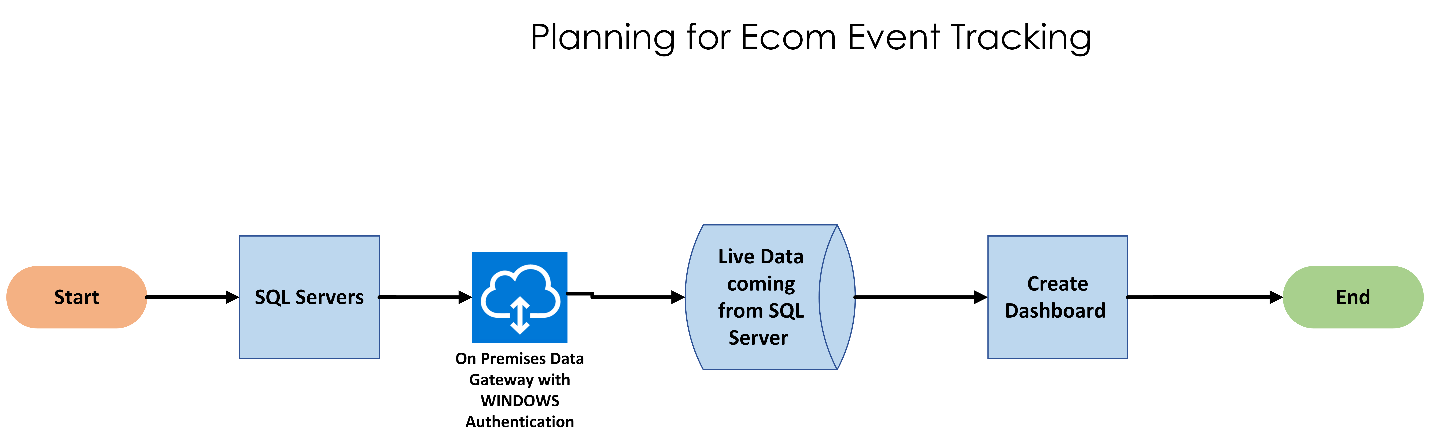 Planning for Ecom Event Tracking
Start
SQL Servers
On Premises Data
Gateway with
WINDOWS
Authentication
Live Data
coming
from SQL
Server
Create
Dashboard
End